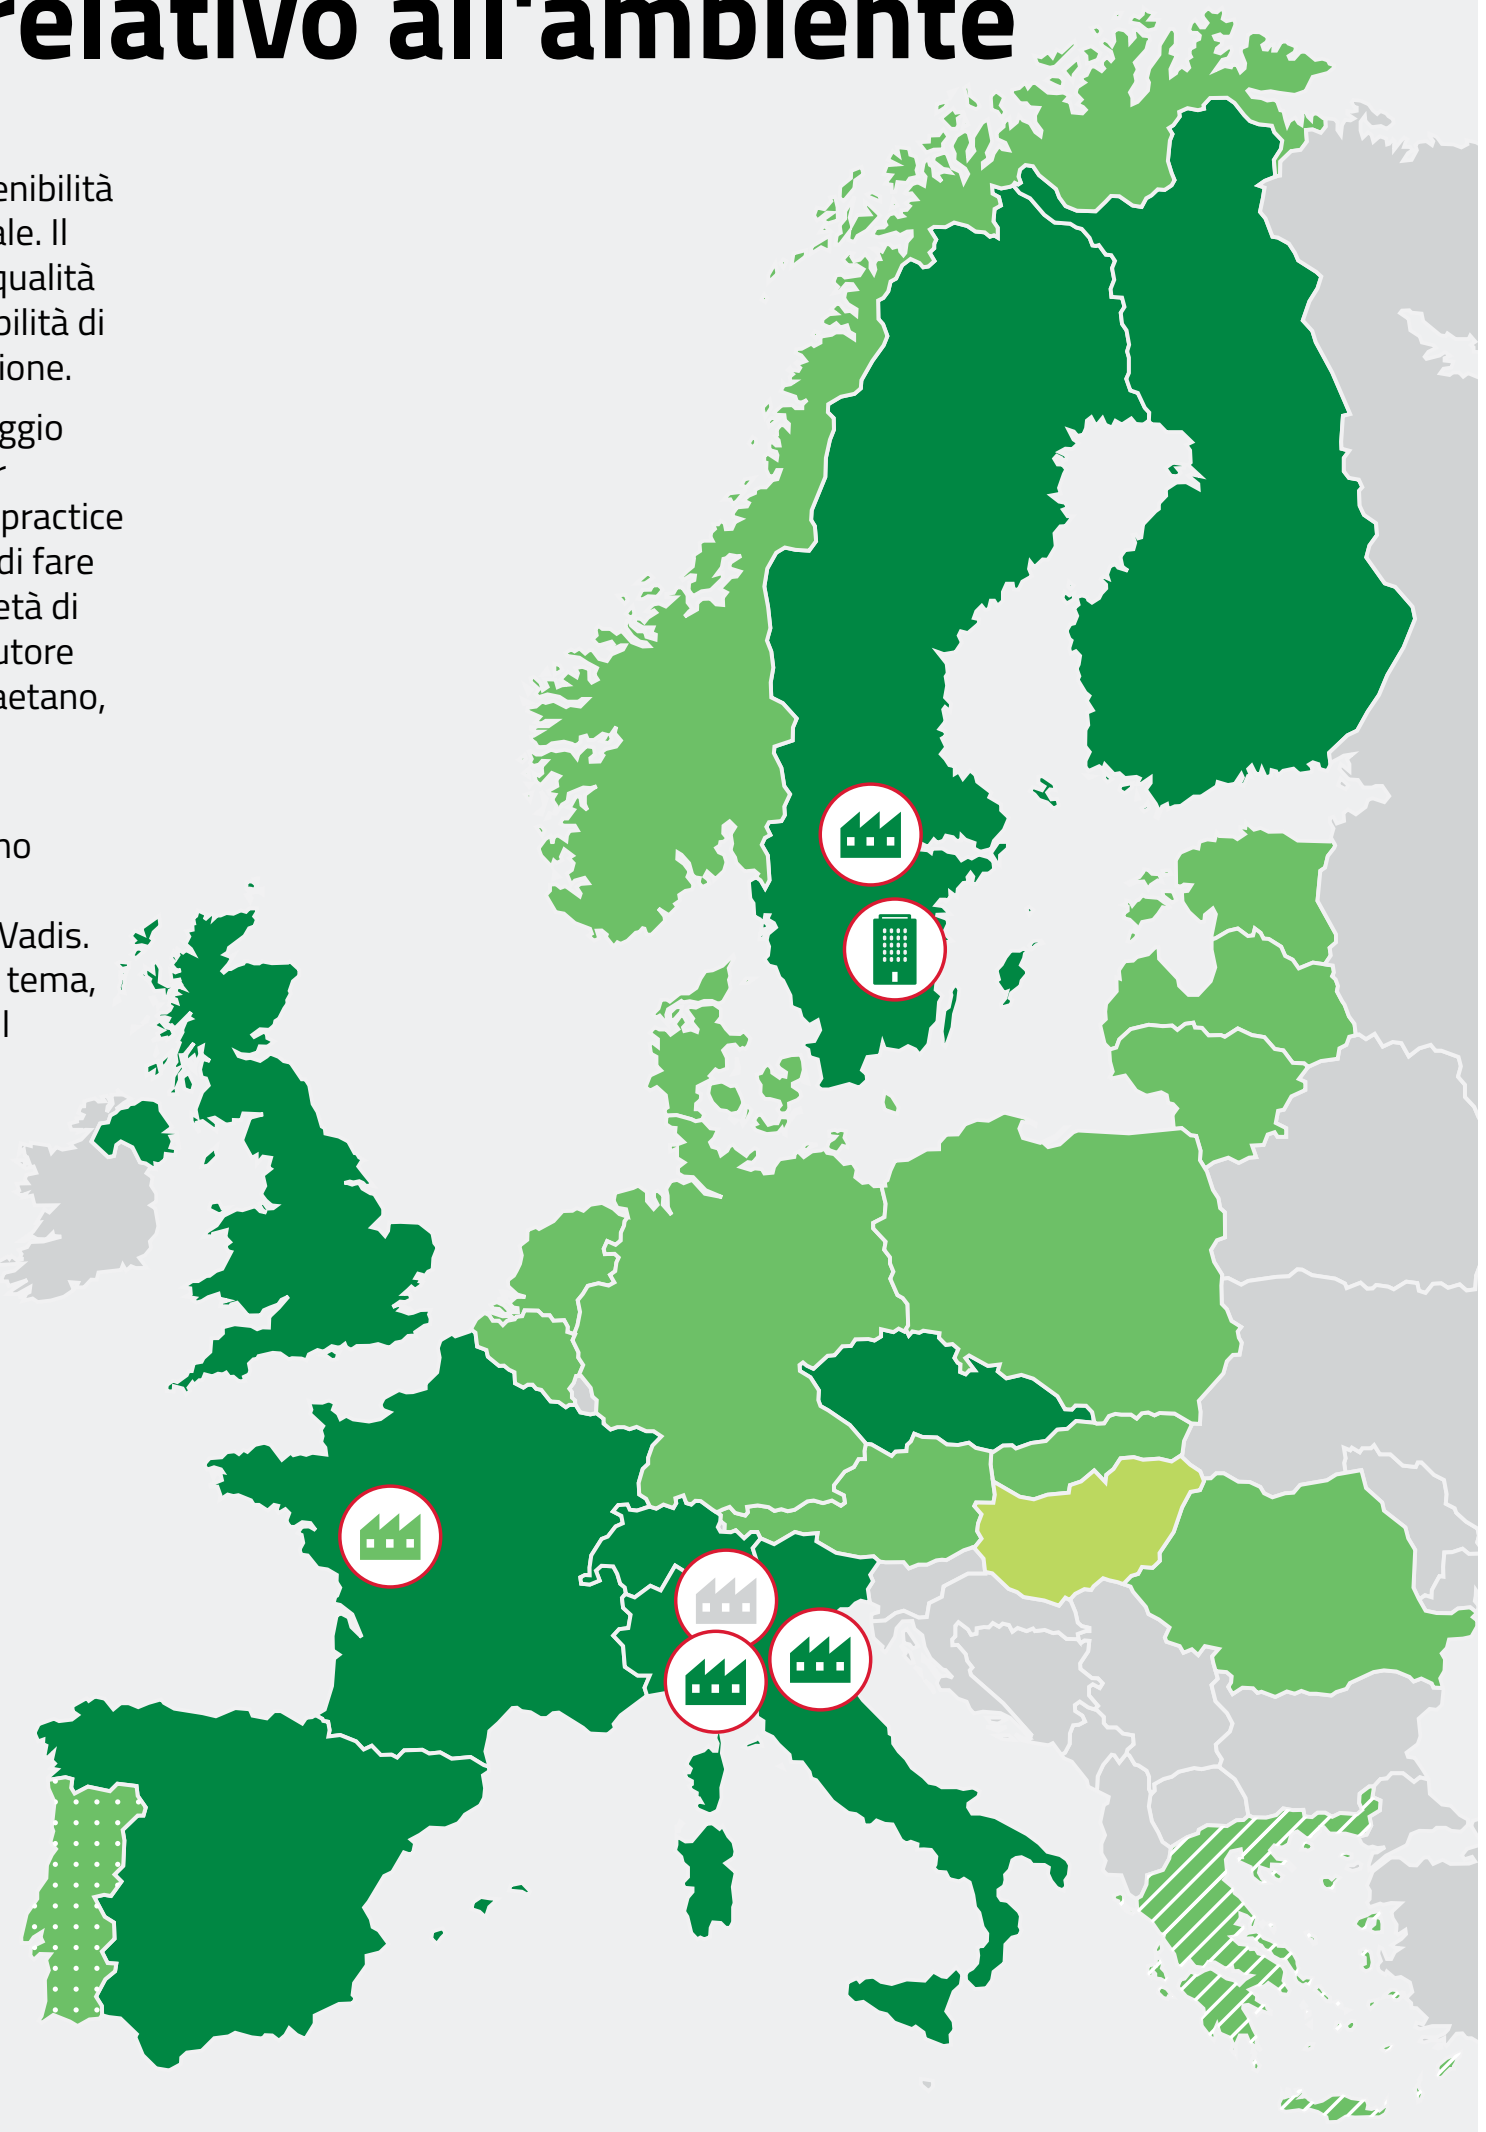 relativo all'ambiente
enibilità
ale. Il
qualità
bilità di
ione.
ggio
r
practice
di fare
età di
utore
aetano,
no
Vadis.
tema,
l